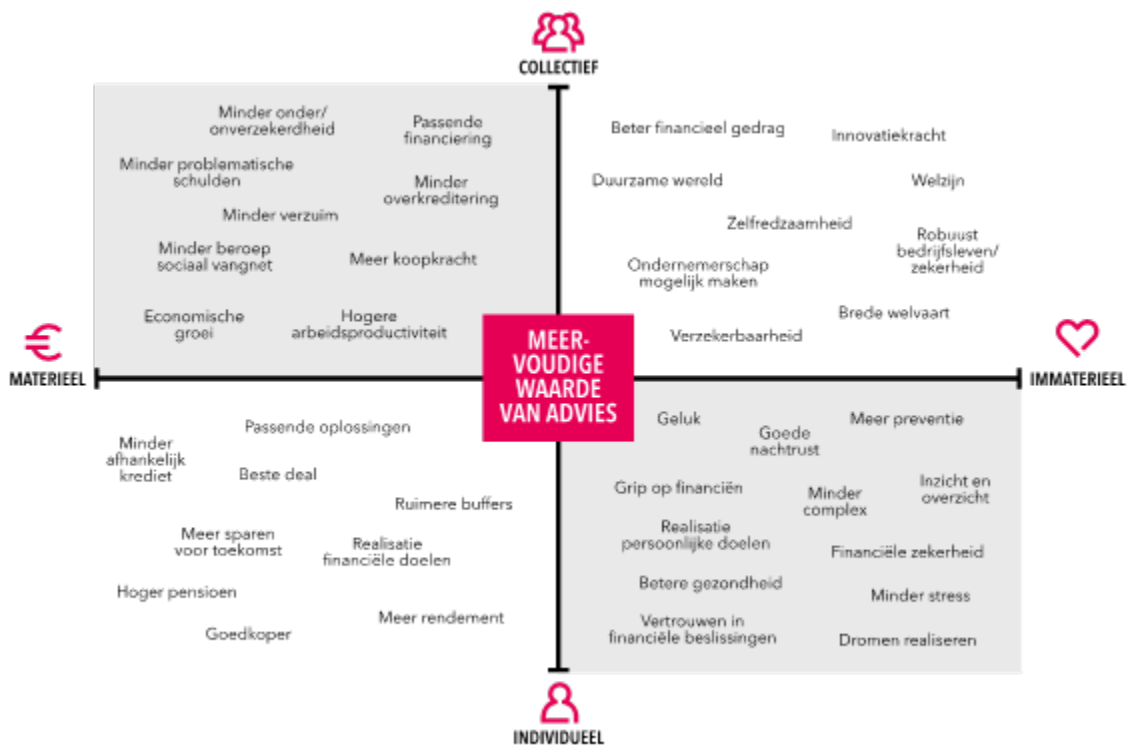 COLLECTIEF
Minder onder/
onverzekerdheid
Passende
financiering
Minder problematische
schulden
Minder
overkreditering
Minder verzuim
Minder beroep
sociaal vangnet
Meer koopkracht
Economische
groei
Hogere
arbeidsproductiviteit
Beter financieel gedrag
Innovatiekracht
Duurzame wereld
Welzijn
Zelfredzaamheid
Robuust
bedrijfsleven/
zekerheid
Ondernemerschap
mogelijk maken
Brede welvaart
Verzekerbaarheid
MATERIEEL
MEER-
VOUDIGE
WAARDE
VAN ADVIES
IMMATERIEEL
Passende oplossingen
Minder
afhankelijk
krediet
Beste deal
Ruimere buffers
Meer sparen
voor toekomst
Realisatie
financiële doelen
Hoger pensioen
Meer rendement
Goedkoper
Geluk
Goede
nachtrust
Meer preventie
Grip op financiën
Minder
complex
Inzicht en
overzicht
Realisatie
persoonlijke doelen
Financiële zekerheid
Betere gezondheid
Minder stress
Vertrouwen in
financiële beslissingen
Dromen realiseren
INDIVIDUEEL